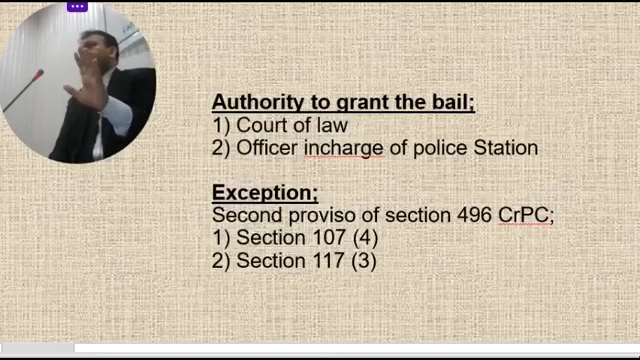 Authority to grant the bail;
1) Court of law
2) Officer incharge of police Station
Exception;
Second proviso of section 496 CrPC;
1) Section 107 (4)
2) Section 117 (3)